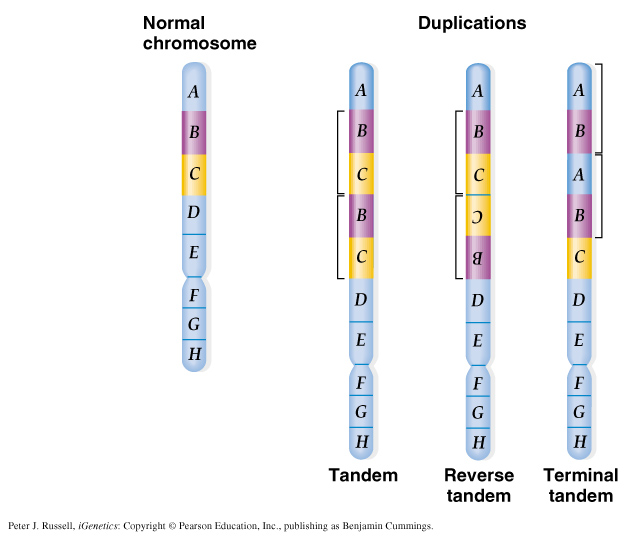 Normal
chromosome
Duplications
A
B
C
D
E
F
G
H
A
B
C
B
C
D
E
F
G
H
Tandem
A
B
C
C
B
D
E
F
G
H
Reverse
tandem
A
B
A
B
C
D
E
F
G
H
Terminal
tandem
Peter J. Russell, iGenetics: Copyright © Pearson Education, Inc., publishing as Benjamin Cummings.